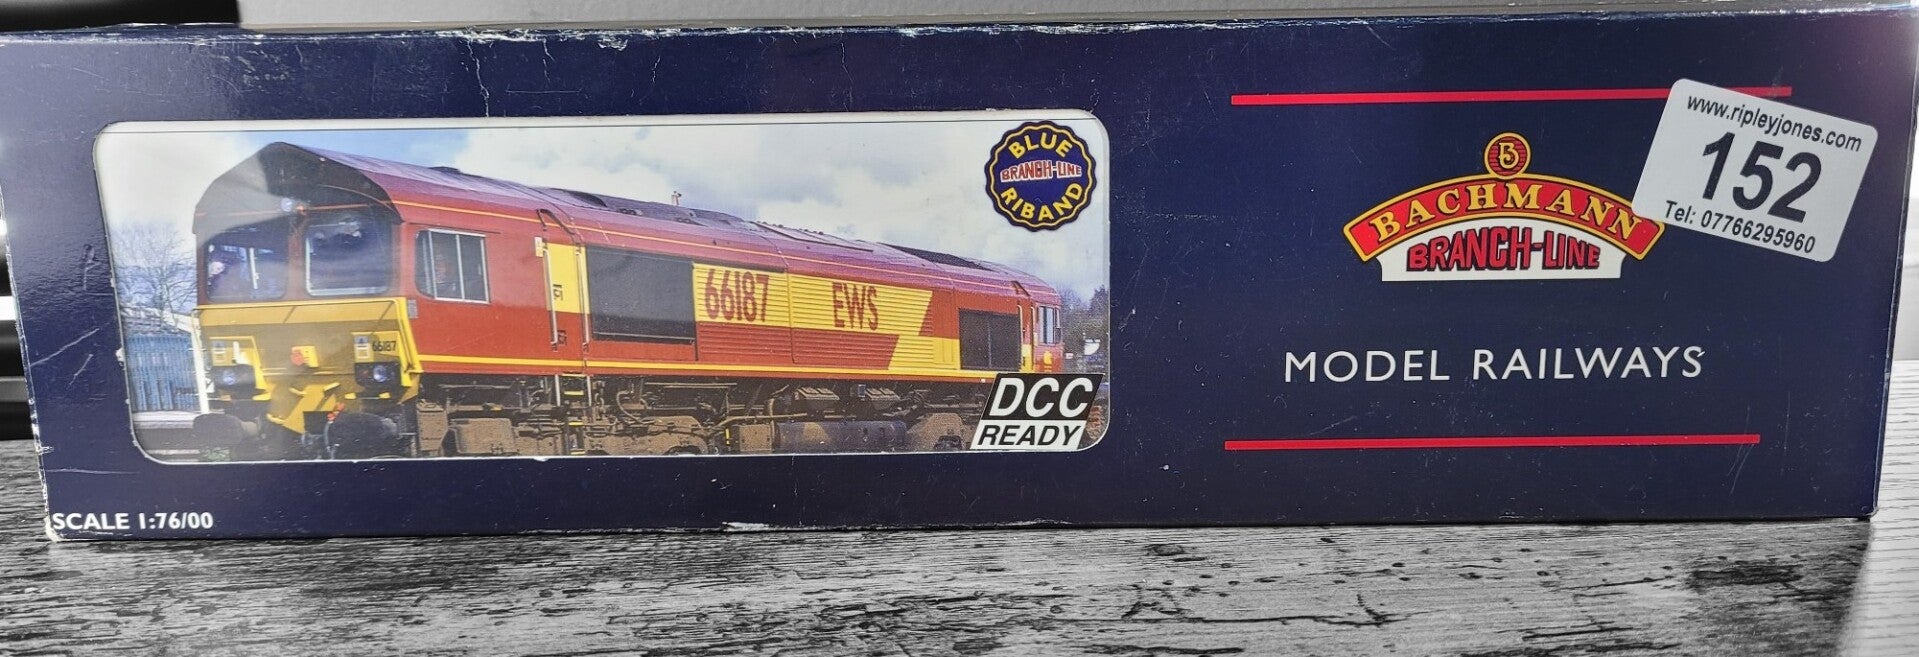 BLUE
BRANCH-LINE
RIBAND
66187
EWS
66187
DCC
READY
SCALE 1:76/00
B
BACHMANN
BRANCH-LINE
MODEL RAILWAYS
www.ripleyjones.com
152
Tel: 07766295960